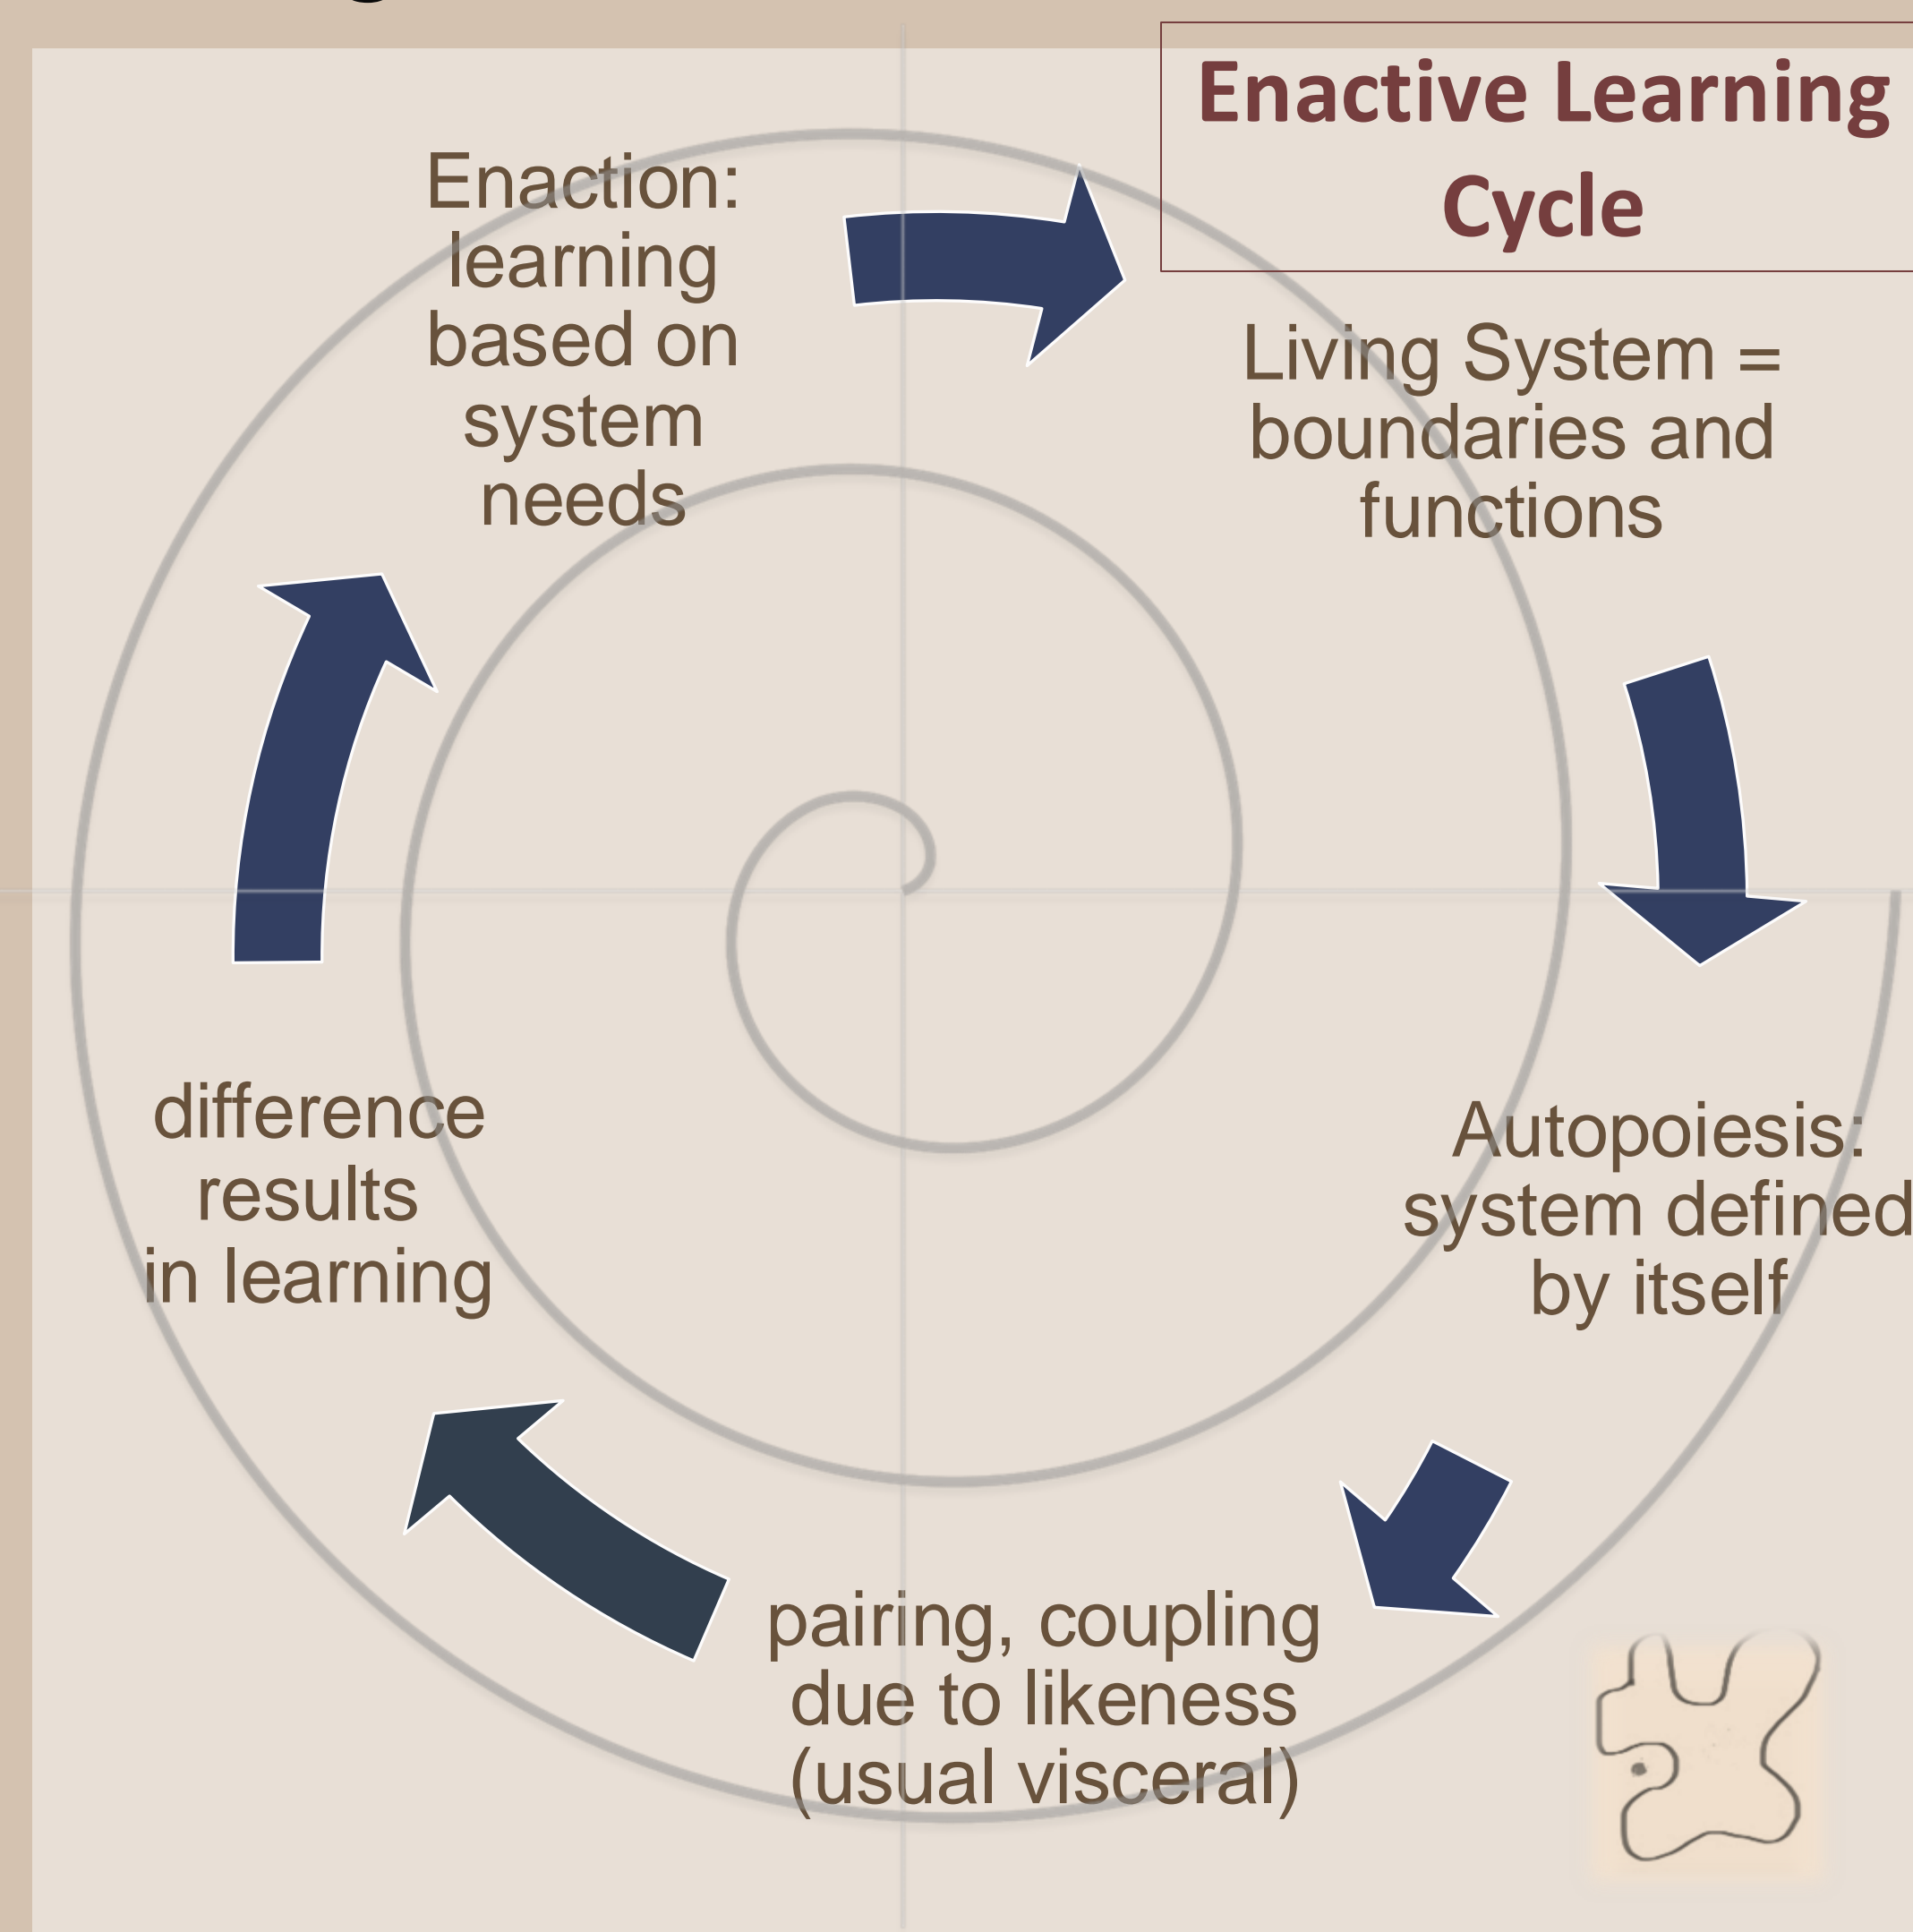 Enactive Learning
Cycle
Enaction:
learning
based on
system
needs
Living System =
boundaries and
functions
Autopoiesis:
system defined
by itself
pairing, coupling
due to likeness
(usual visceral)
difference
results
in learning